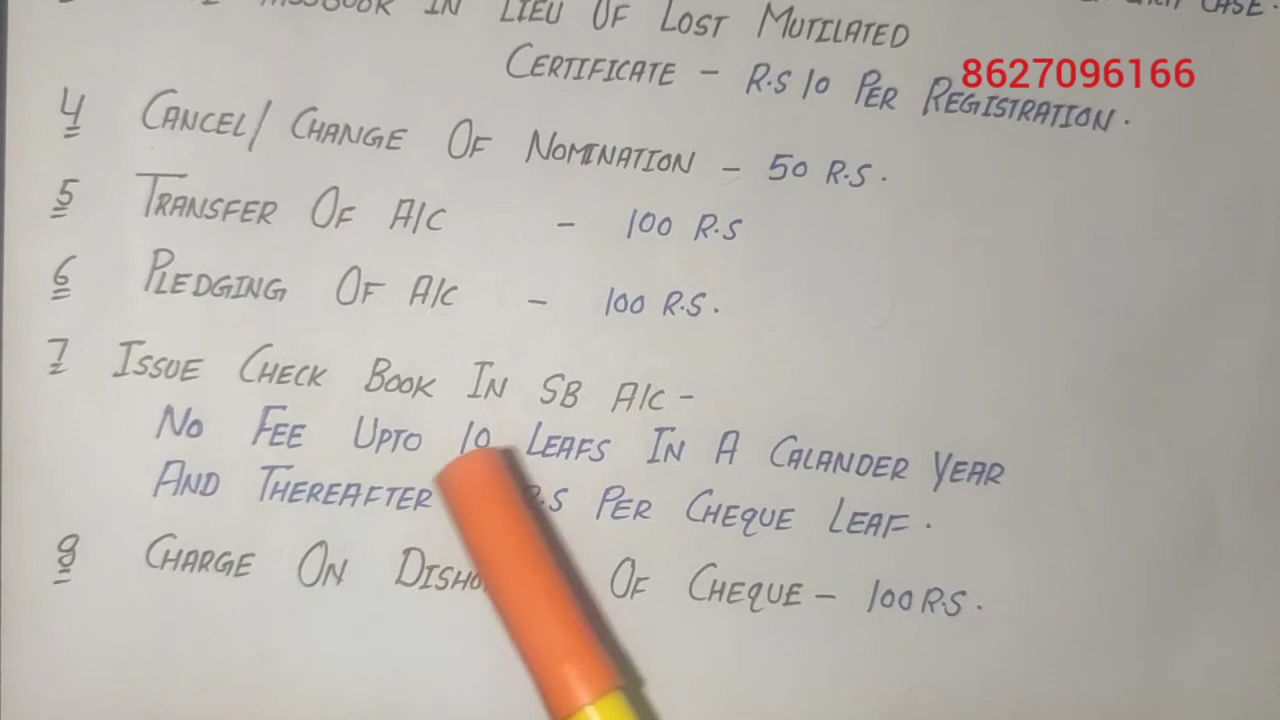 IN LIEU OF LOST MUTILATED
CASE.
CERTIFICATE - R.S 10 PER REGISTRATION.
8627096166
4 CANCEL/CHANGE OF NOMINATION - 50 R.S.
5 TRANSFER OF A/C - 100 R.S
6 PLEDGING OF A/C - 100 R.S.
7 ISSUE CHECK BOOK IN SB A/C -
NO FEE UPTO 10 LEAFS IN A CALANDER YEAR
AND THEREAFTER R.S PER CHEQUE LEAF.
8 CHARGE ON OF CHEQUE - 100 R.S.